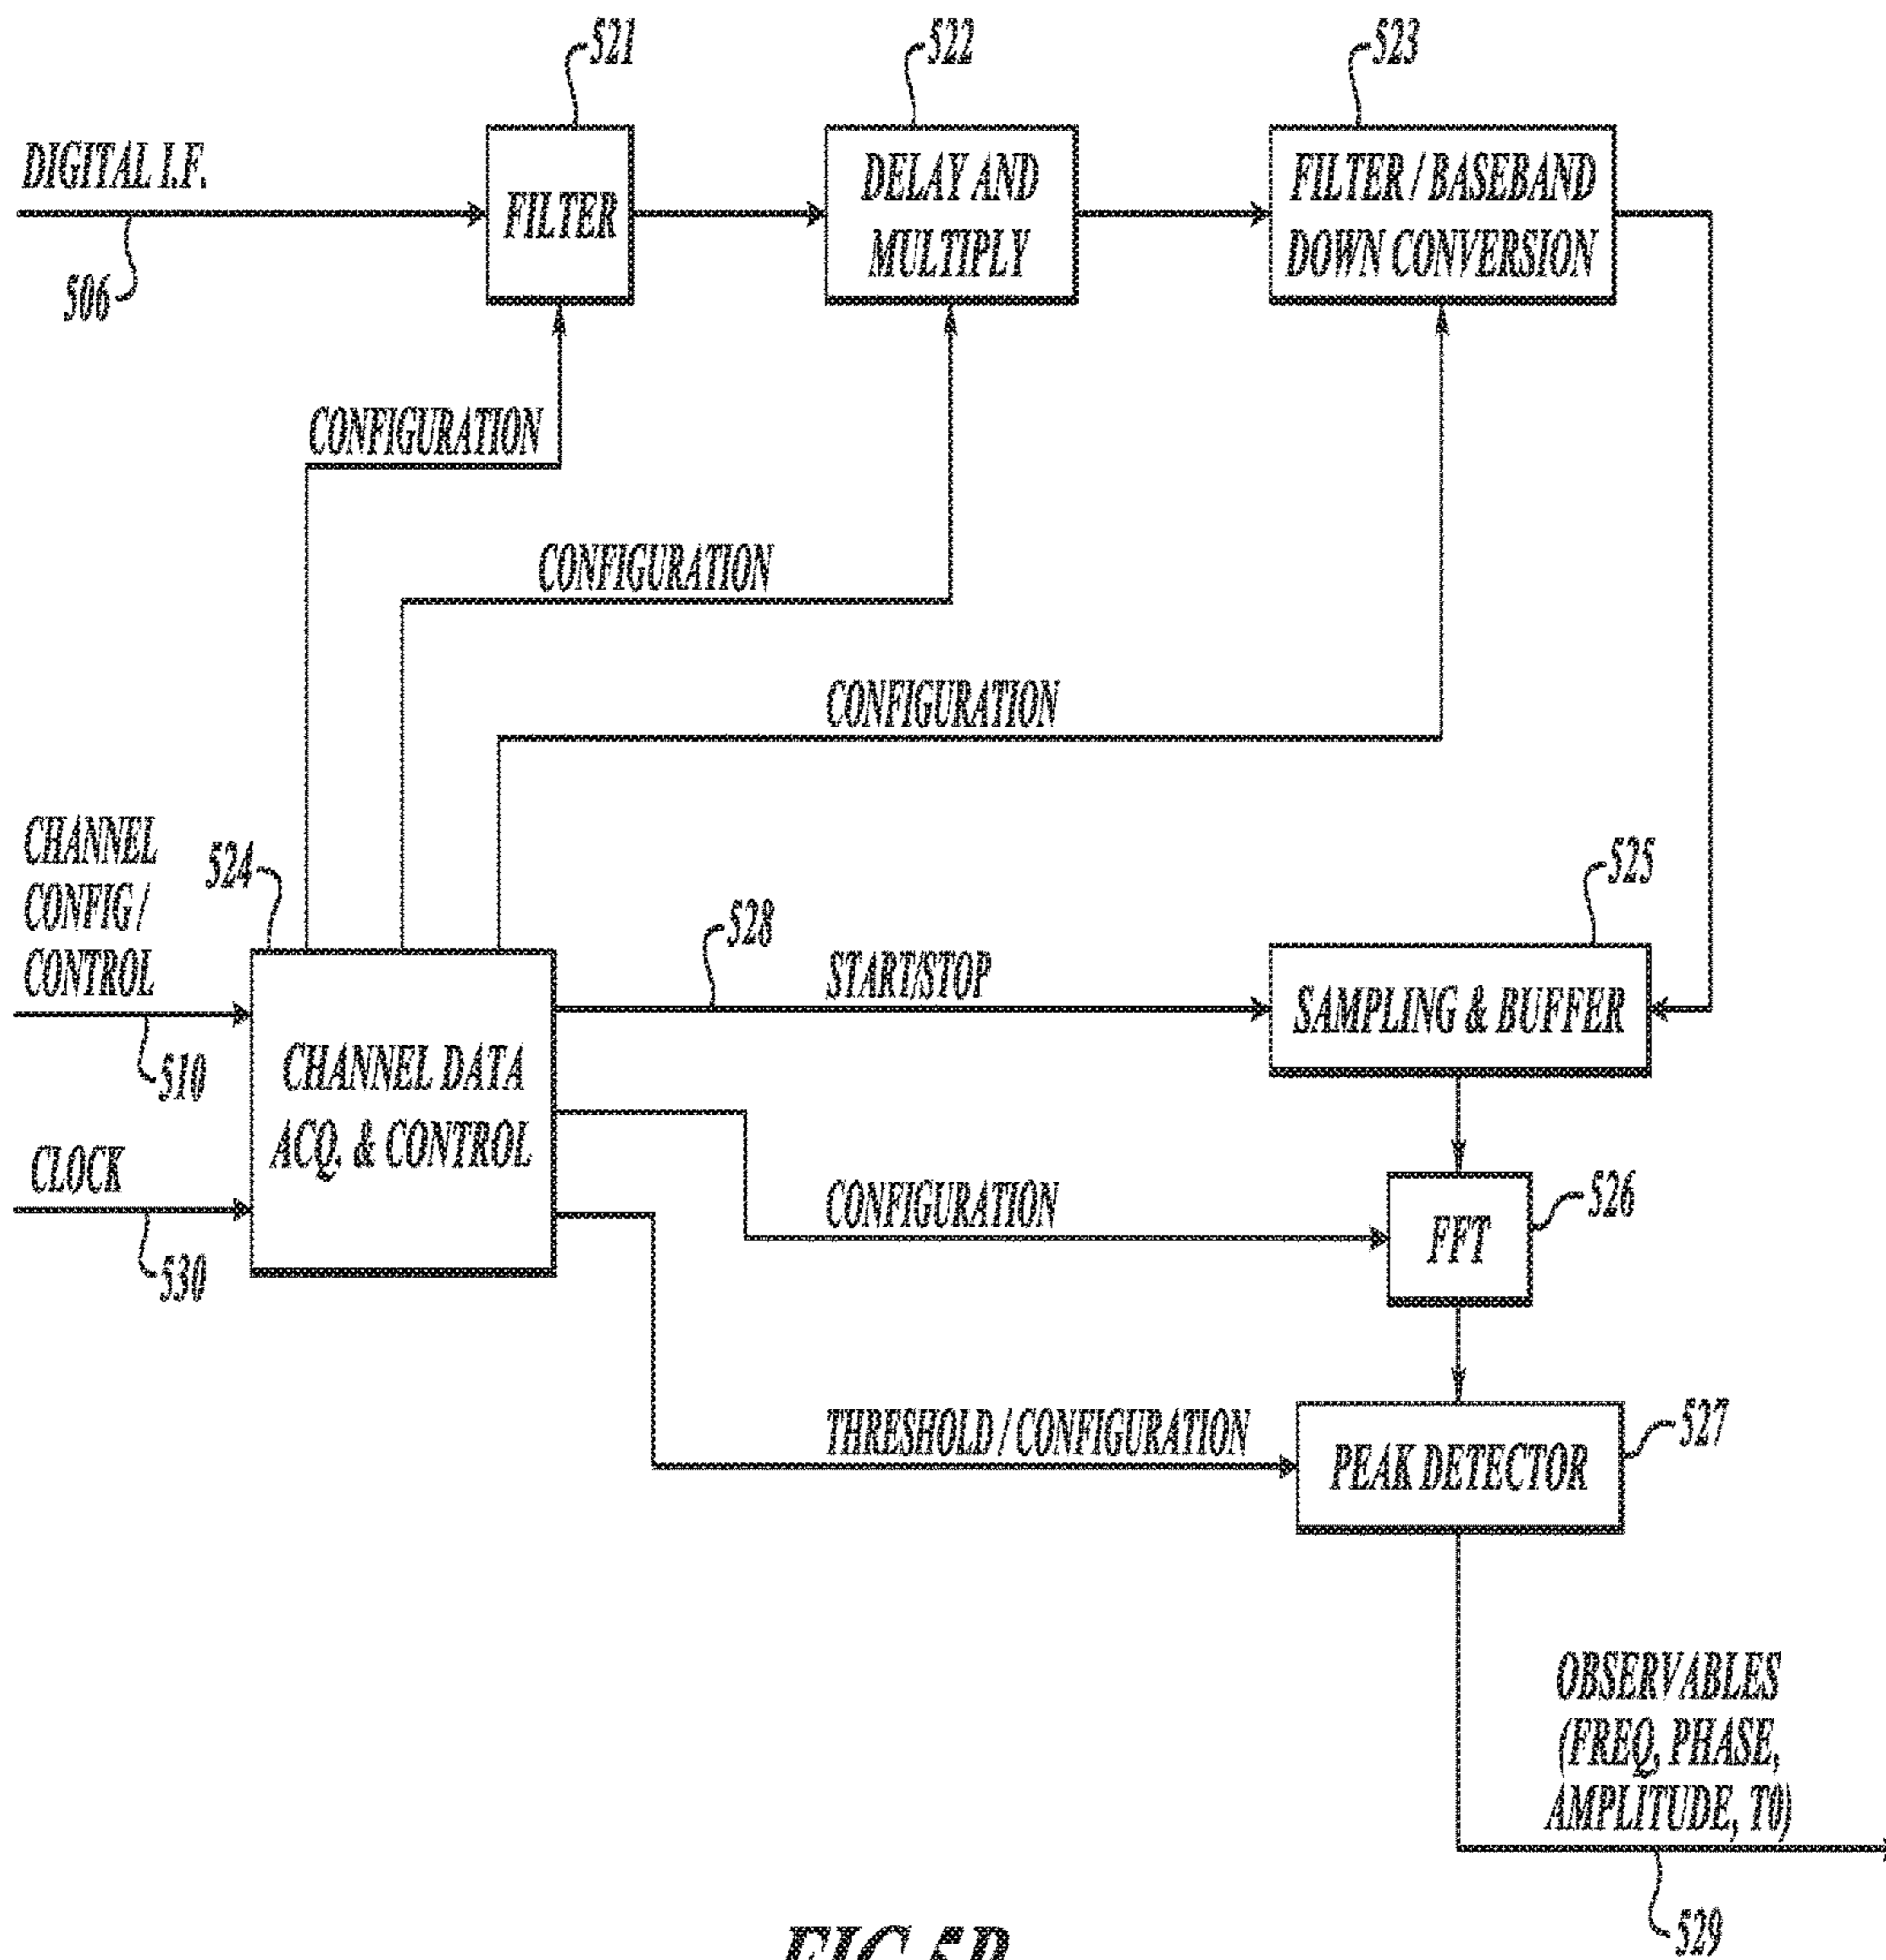 521
522
523
DIGITAL I.F.
506
FILTER
DELAY AND
MULTIPLY
FILTER / BASEBAND
DOWN CONVERSION
CONFIGURATION
CONFIGURATION
CONFIGURATION
CHANNEL
CONFIG /
CONTROL
510
524
528
START/STOP
525
SAMPLING & BUFFER
CHANNEL DATA
ACQ. & CONTROL
CLOCK
530
CONFIGURATION
FFT
526
THRESHOLD / CONFIGURATION
PEAK DETECTOR
527
OBSERVABLES
(FREQ, PHASE,
AMPLITUDE, T0)
529
FIG 5B